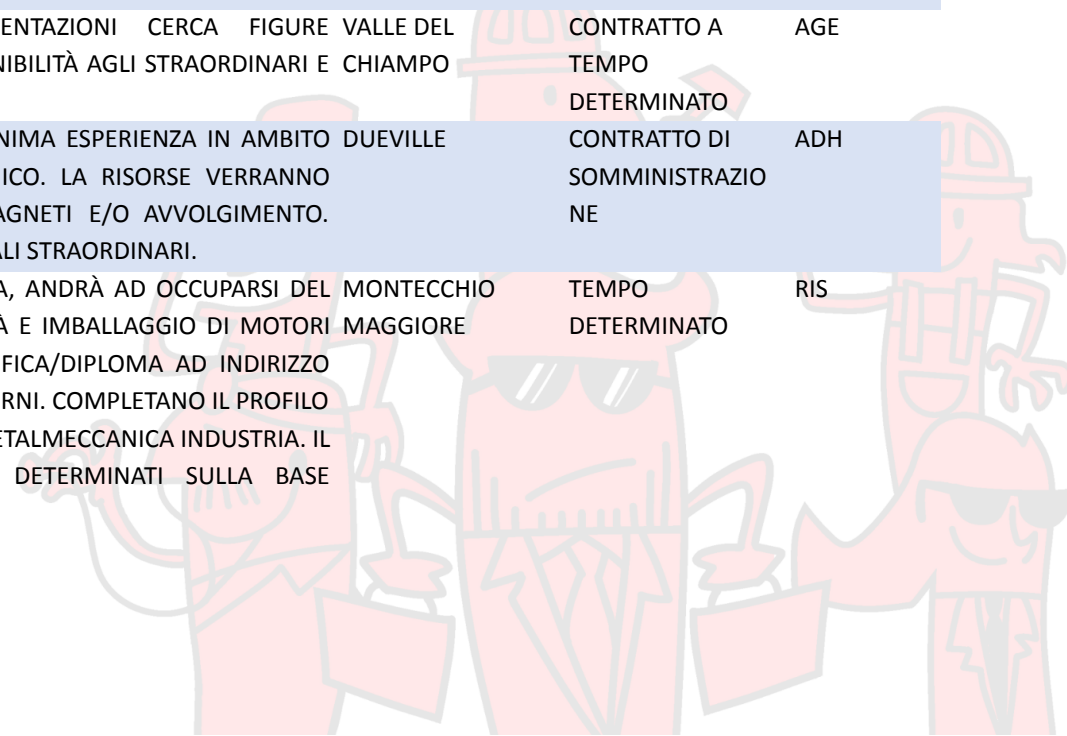 ENTAZIONI CERCA FIGURE VALLE DEL CONTRATTO A AGE
NIBILITÀ AGLI STRAORDINARI E CHIAMPO TEMPO
DETERMINATO
NIMA ESPERIENZA IN AMBITO DUEVILLE CONTRATTO DI ADH
ICO. LA RISORSE VERRANNO SOMMINISTRAZIO
AGNETI E/O AVVOLGIMENTO. NE
ALI STRAORDINARI.
A, ANDRÀ AD OCCUPARSI DEL MONTECCHIO TEMPO RIS
À E IMBALLAGGIO DI MOTORI MAGGIORE DETERMINATO
FICA/DIPLOMA AD INDIRIZZO
RNI. COMPLETANO IL PROFILO
ETALMECCANICA INDUSTRIA. IL
DETERMINATI SULLA BASE